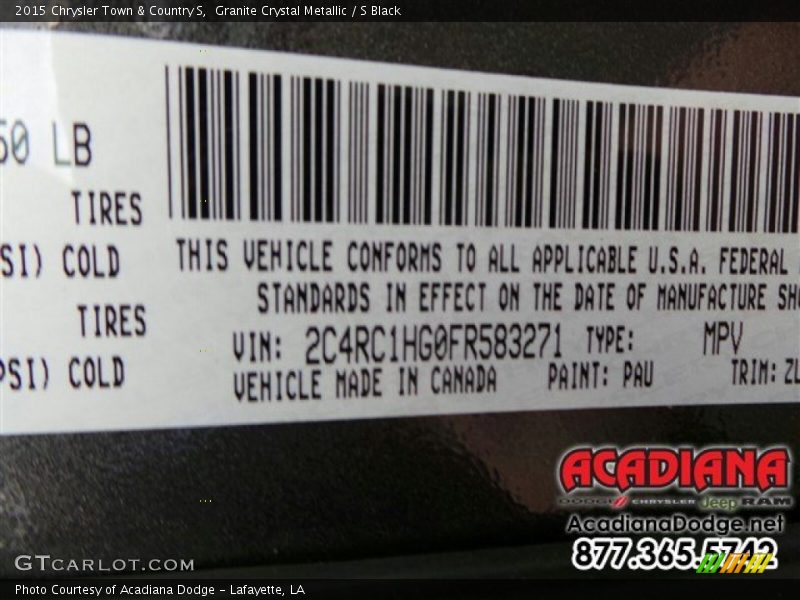 2015 Chrysler Town & Country S, Granite Crystal Metallic / S Black
50 LB
TIRES
SI) COLD
THIS VEHICLE CONFORMS TO ALL APPLICABLE U.S.A. FEDERAL
STANDARDS IN EFFECT ON THE DATE OF MANUFACTURE SHO
TIRES
VIN: 2C4RC1HG0FR583271 TYPE: MPV
PSI) COLD
VEHICLE MADE IN CANADA PAINT: PAU TRIM: ZL
ACADIANA
DODGE CHRYSLER Jeep RAM
AcadianaDodge.net
877.365.5742
GTCARLOT.COM
Photo Courtesy of Acadiana Dodge - Lafayette, LA